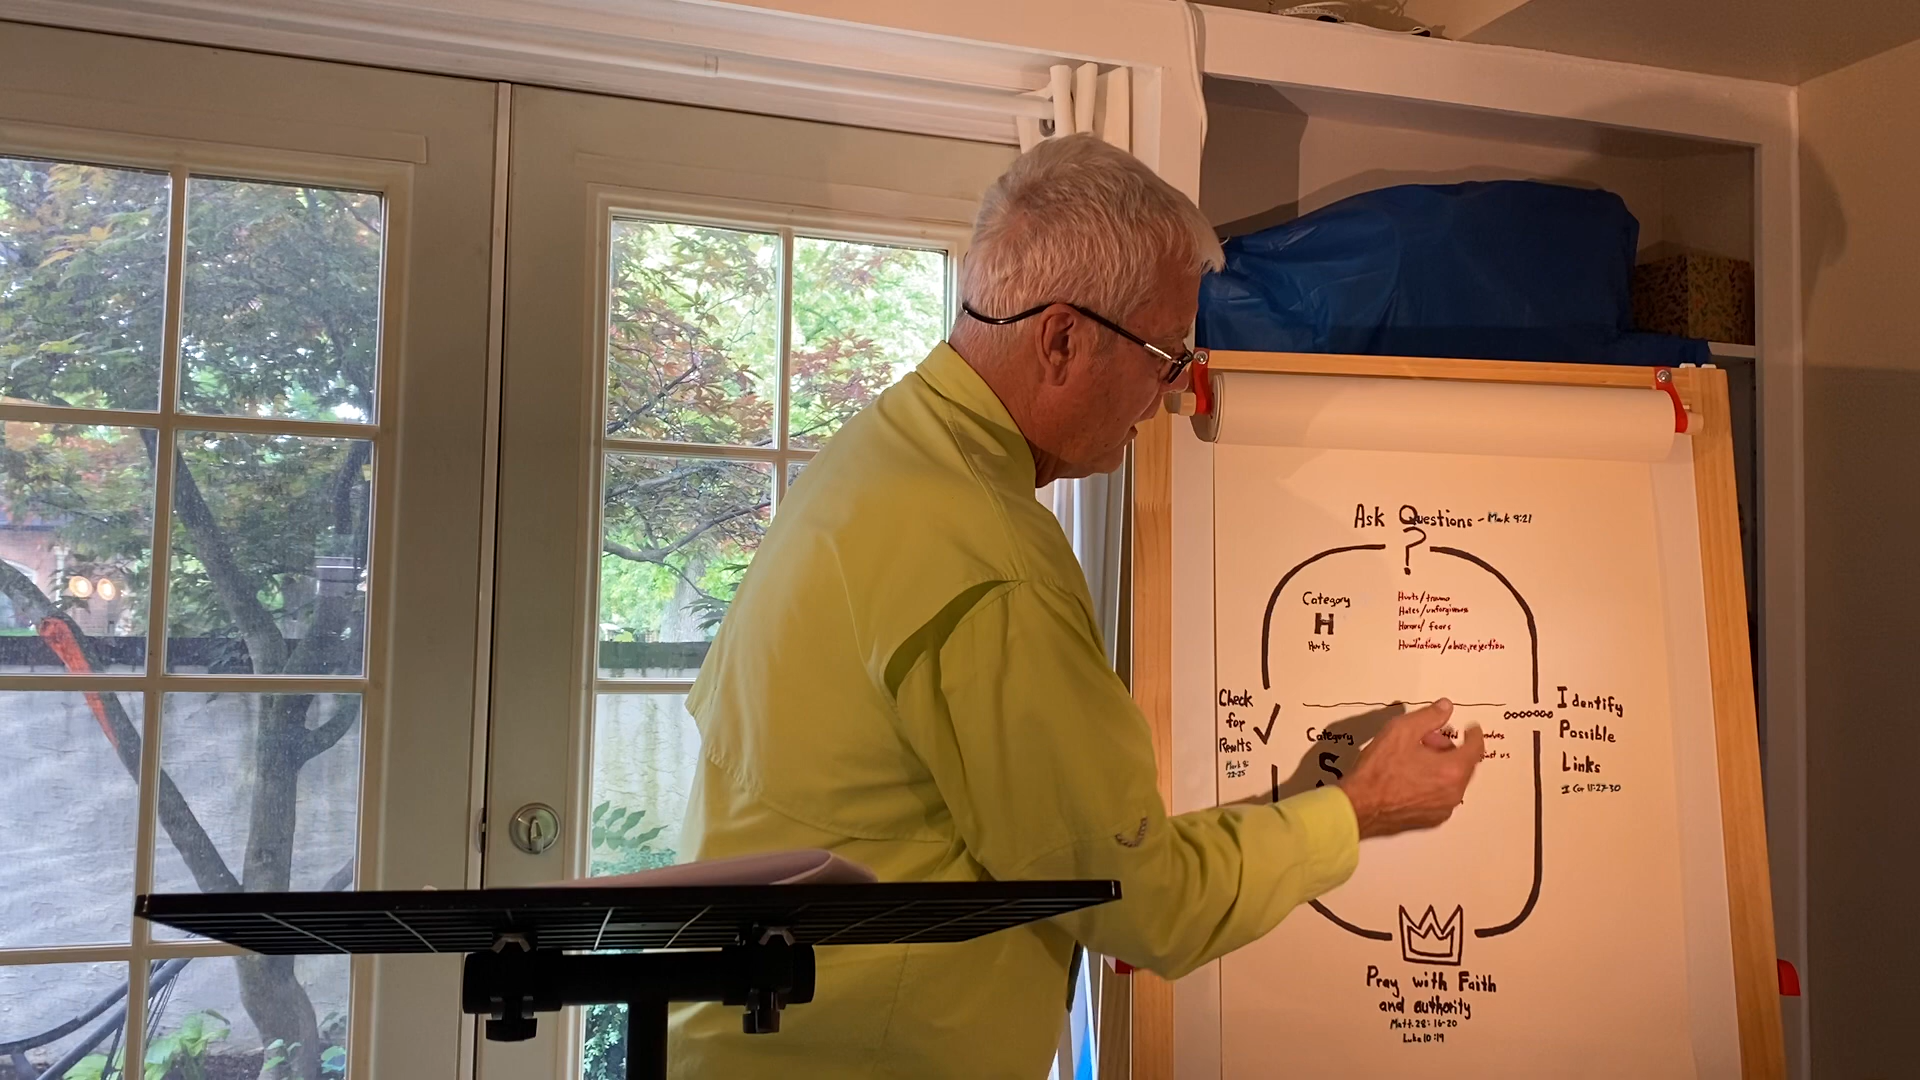 Ask Questions - Mark 9:21
?
Category
H
Hurts
Hurts/trauma
Hates/unforgiveness
Horrors/ fears
Humiliations/abuse, rejection
Check
for
Results
Mark 8:
22-25
Identify
Possible
Links
I Cor 11:27-30
Category
S
us
Pray with Faith
and authority
Matt. 28: 16-20
Luke 10:19